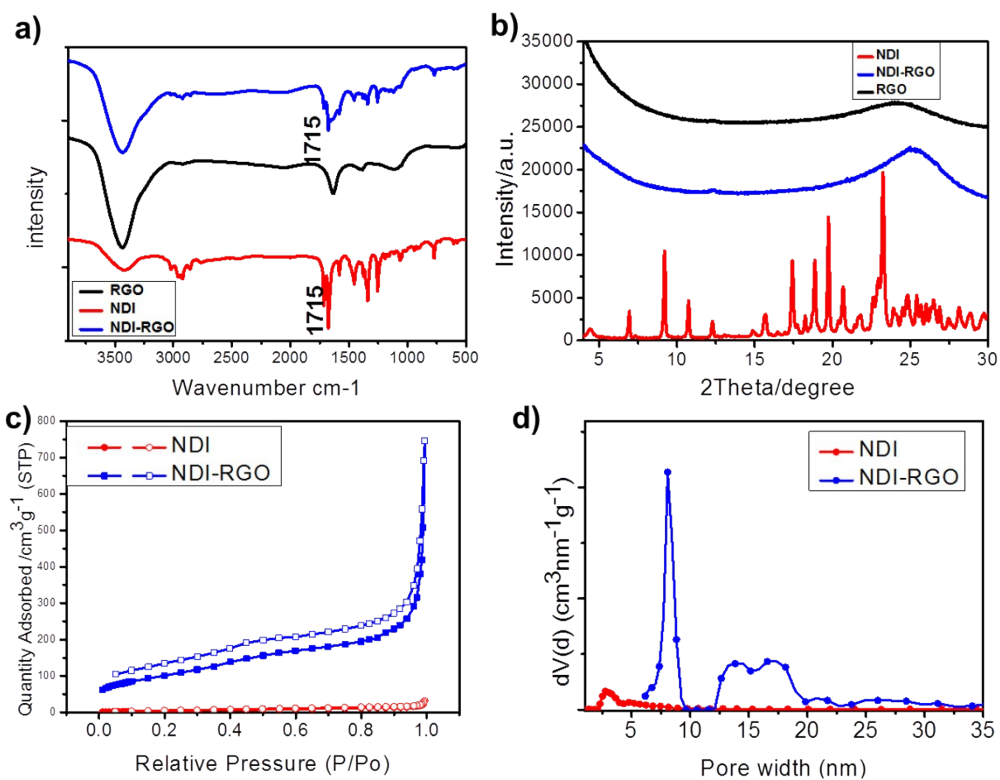 a)
intensity
1715
1715
RGO
NDI
NDI-RGO
3500 3000 2500 2000 1500 1000 500
Wavenumber cm-1
b)
Intensity/a.u.
35000
30000
25000
20000
15000
10000
5000
0
NDI
NDI-RGO
RGO
5 10 15 20 25 30
2Theta/degree
c)
Quantity Adsorbed /cm³g⁻¹ (STP)
800
700
600
500
400
300
200
100
0
NDI
NDI-RGO
0.0 0.2 0.4 0.6 0.8 1.0
Relative Pressure (P/Po)
d)
dV(d) (cm³nm⁻¹g⁻¹)
NDI
NDI-RGO
5 10 15 20 25 30 35
Pore width (nm)